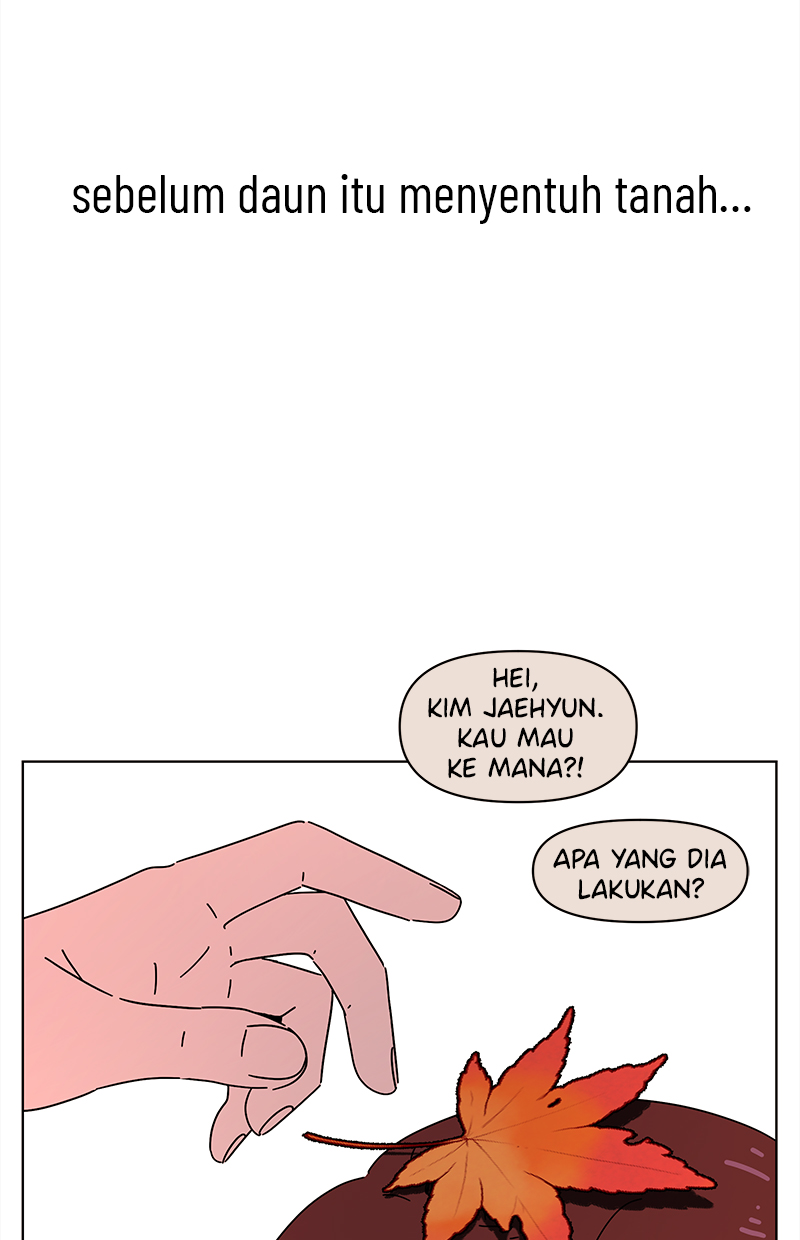 sebelum daun itu menyentuh tanah...
HEI,
KIM JAEHYUN.
KAU MAU
KE MANA?!
APA YANG DIA
LAKUKAN?